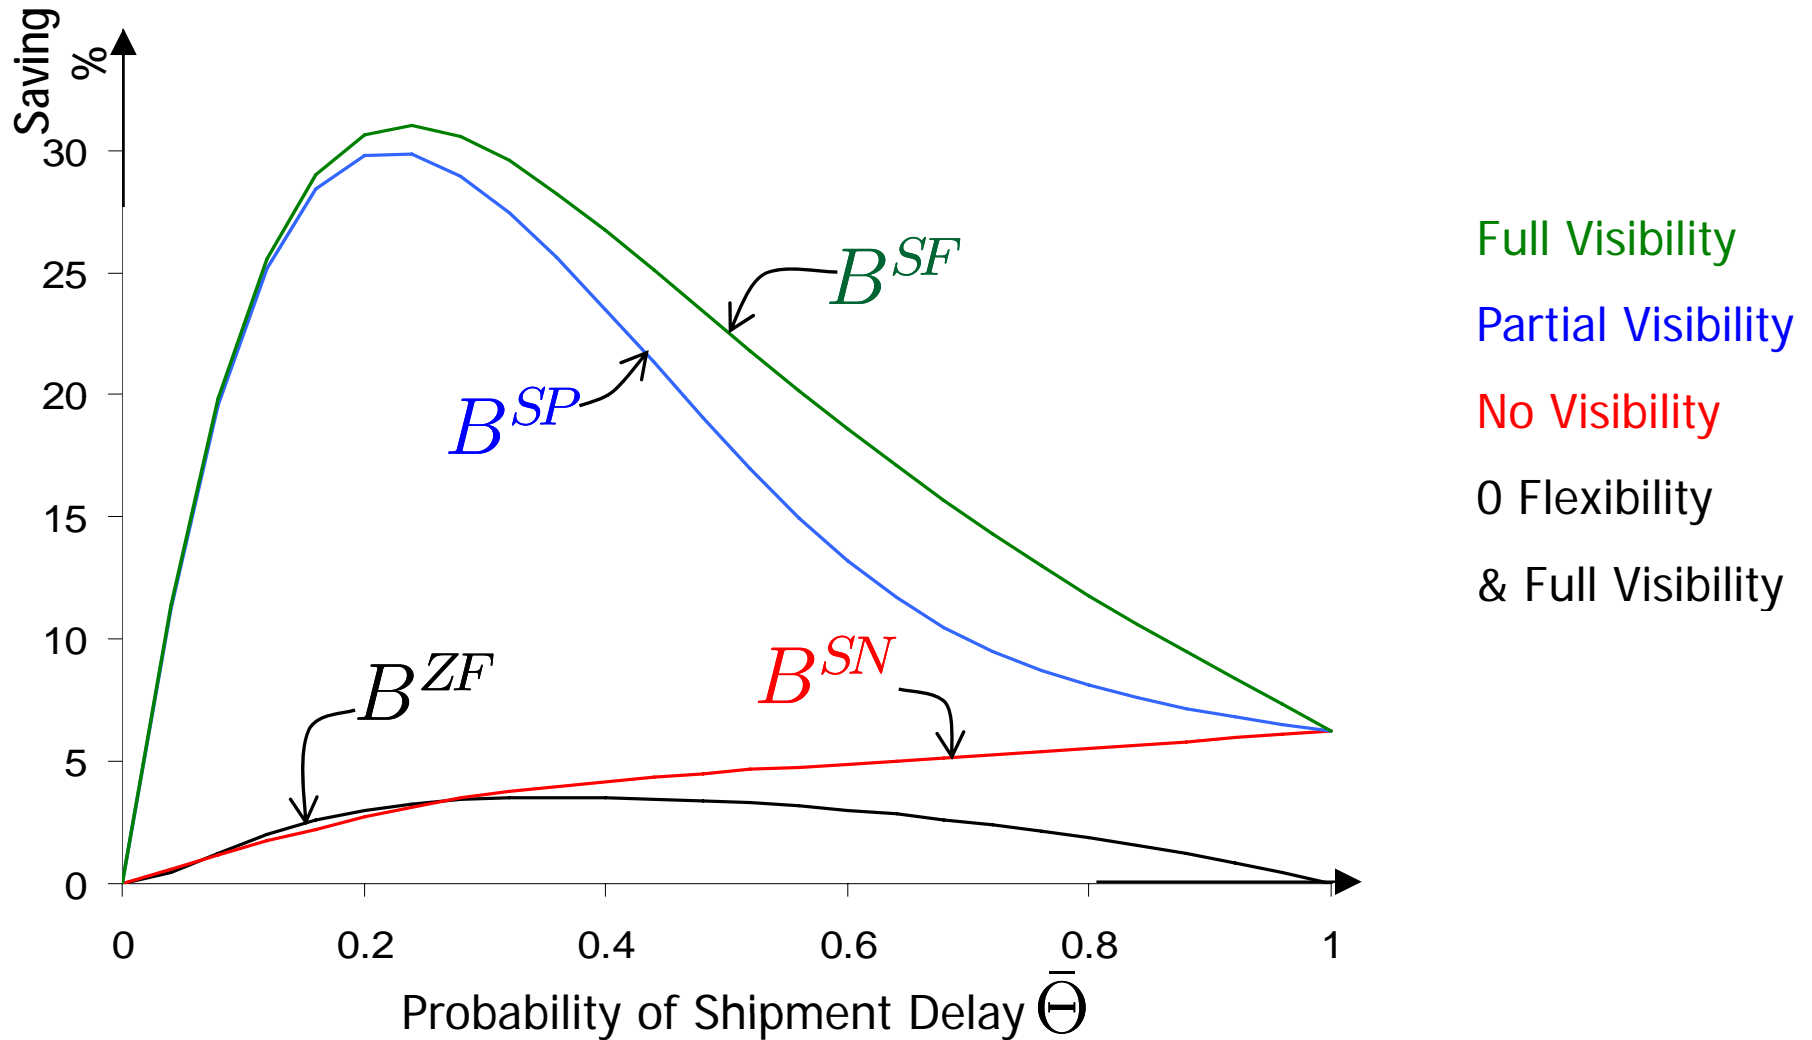 Saving
%
30
25
20
15
10
5
0
B^{SF}
B^{SP}
B^{ZF}
B^{SN}
0 0.2 0.4 0.6 0.8 1
Probability of Shipment Delay Θ̄
Full Visibility
Partial Visibility
No Visibility
0 Flexibility
& Full Visibility